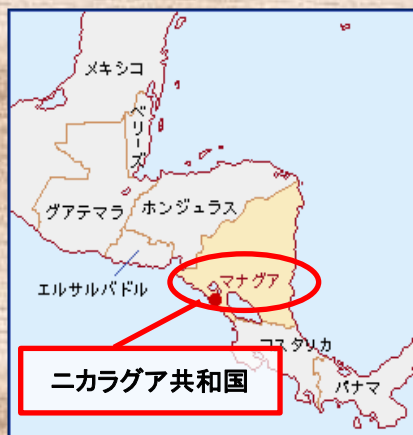 メキシコ
ベリーズ
グアテマラ
ホンジュラス
エルサルバドル
マナグア
コスタリカ
パナマ
ニカラグア共和国